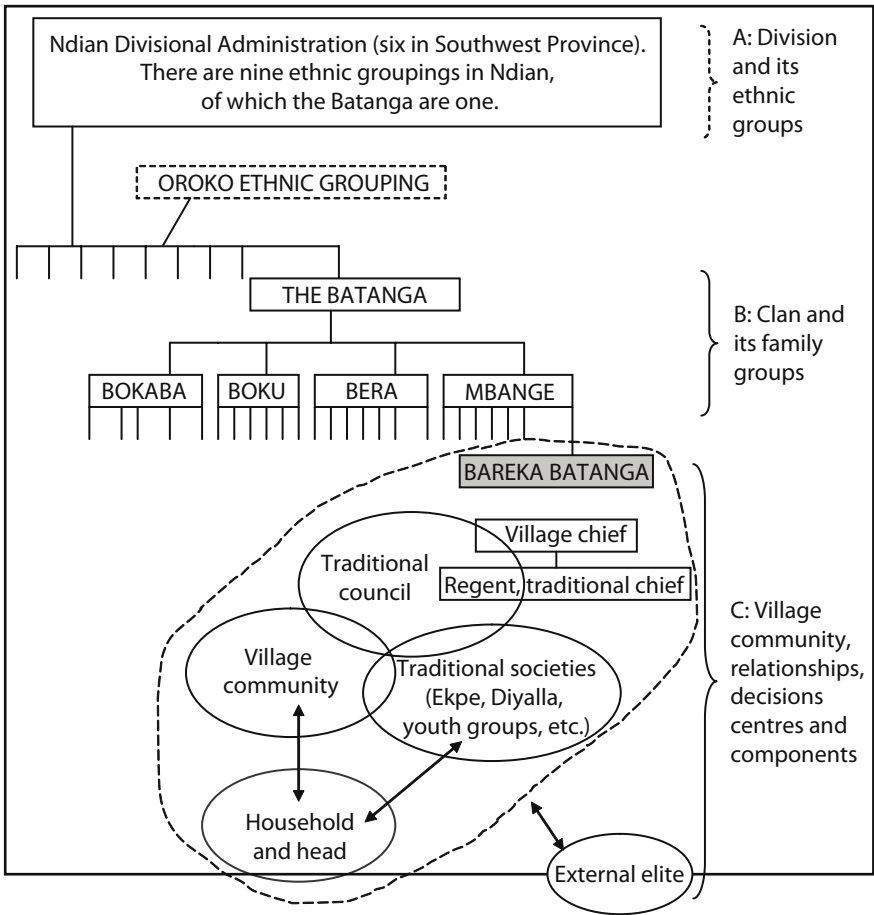 Ndian Divisional Administration (six in Southwest Province).
There are nine ethnic groupings in Ndian,
of which the Batanga are one.
A: Division
and its
ethnic
groups
OROKO ETHNIC GROUPING
THE BATANGA
B: Clan and
its family
groups
BOKABA
BOKU
BERA
MBANGE
BAREKA BATANGA
Village chief
Regent, traditional chief
Traditional
council
Village
community
Traditional societies
(Ekpe, Diyalla,
youth groups, etc.)
C: Village
community,
relationships,
decisions
centres and
components
Household
and head
External elite